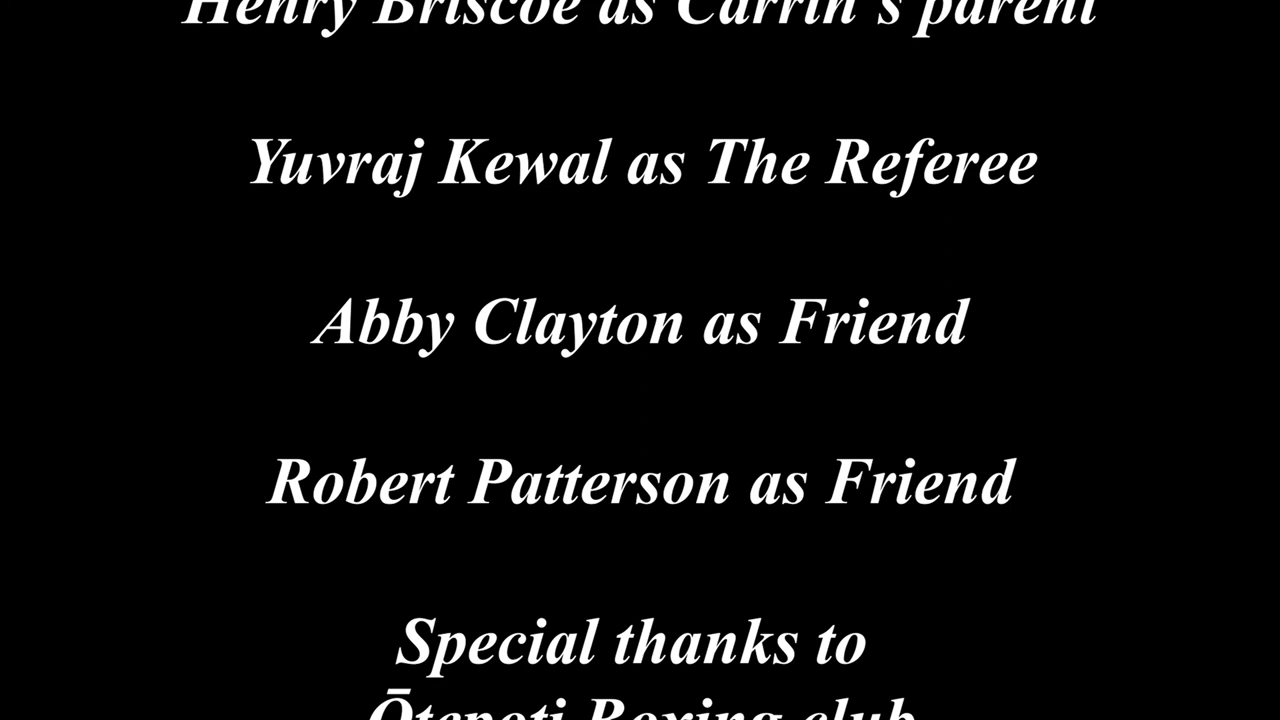 Henry Briscoe as Carrin's parent
Yuvraj Kewal as The Referee
Abby Clayton as Friend
Robert Patterson as Friend
Special thanks to
Ōtepoti Boxing club